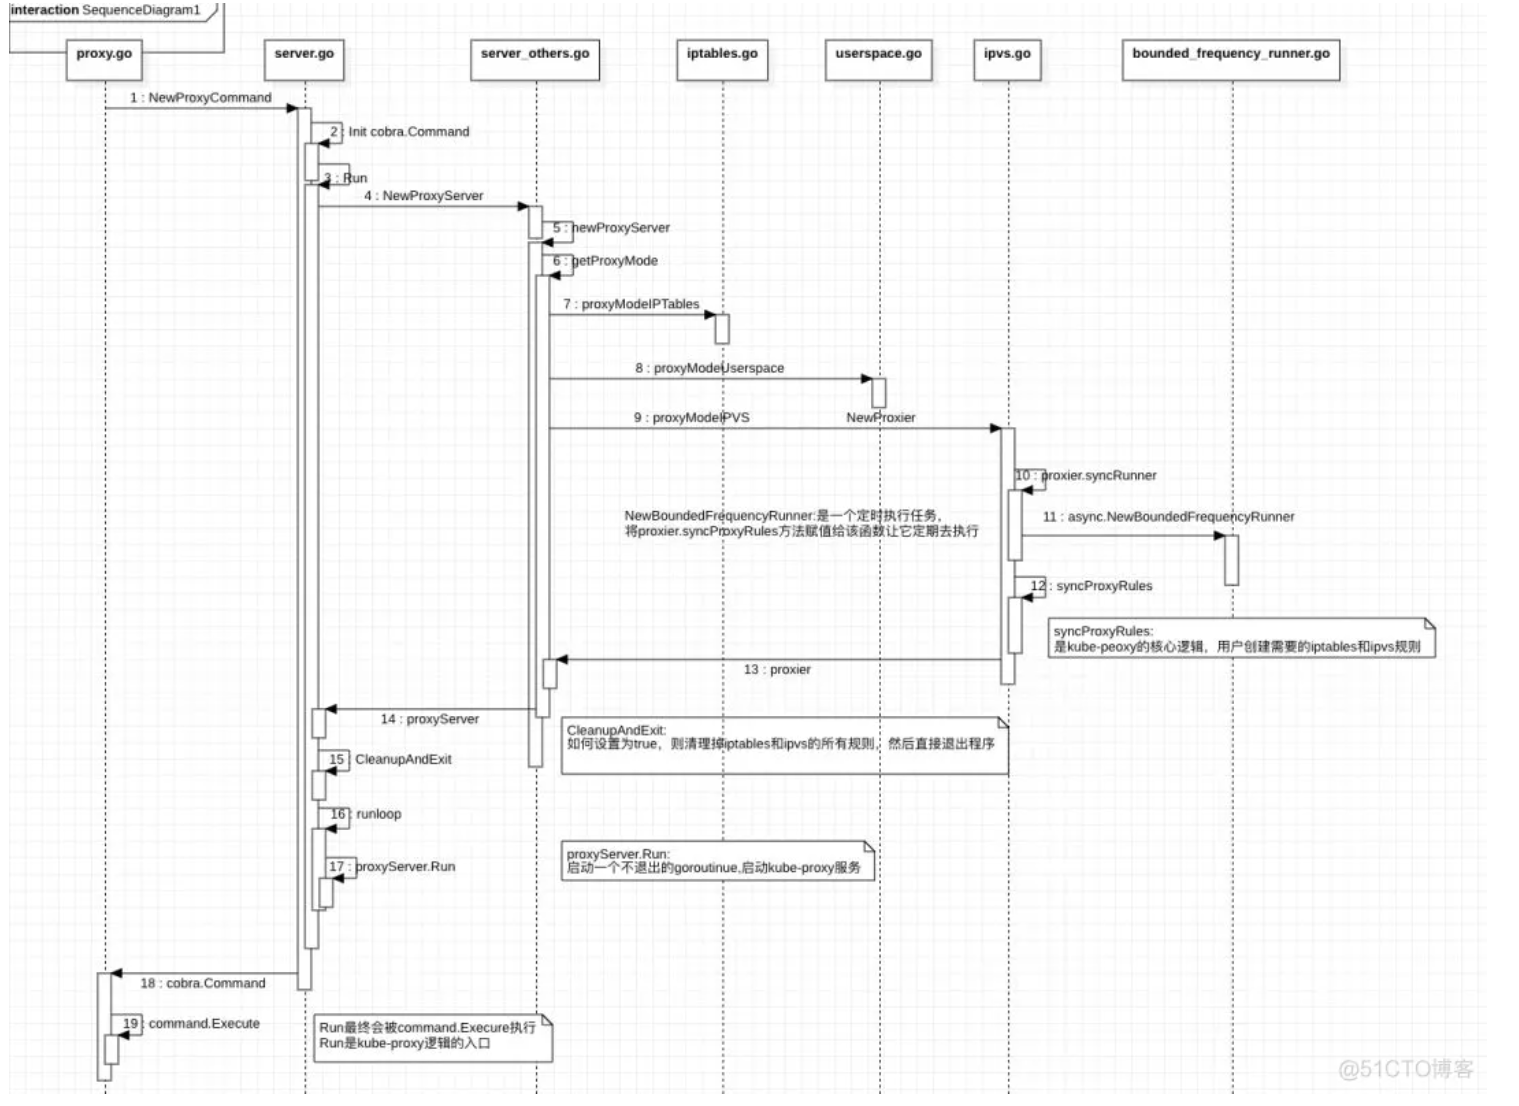 interaction SequenceDiagram1
proxy.go
server.go
server_others.go
iptables.go
userspace.go
ipvs.go
bounded_frequency_runner.go
1 : NewProxyCommand
2 : Init cobra.Command
3 : Run
4 : NewProxyServer
5 : newProxyServer
6 : getProxyMode
7 : proxyModeIPTables
8 : proxyModeUserspace
9 : proxyModeIPVS
NewProxier
10 : proxier.syncRunner
NewBoundedFrequencyRunner:是一个定时执行任务,
将proxier.syncProxyRules方法赋值给该函数让它定期去执行
11 : async.NewBoundedFrequencyRunner
12 : syncProxyRules
syncProxyRules:
是kube-peoxy的核心逻辑，用户创建需要的iptables和ipvs规则
13 : proxier
14 : proxyServer
CleanupAndExit:
如何设置为true，则清理掉iptables和ipvs的所有规则，然后直接退出程序
15 : CleanupAndExit
16 : runloop
proxyServer.Run:
启动一个不退出的goroutinue,启动kube-proxy服务
17 : proxyServer.Run
18 : cobra.Command
19 : command.Execute
Run最终会被command.Execure执行
Run是kube-proxy逻辑的入口
@51CTO博客